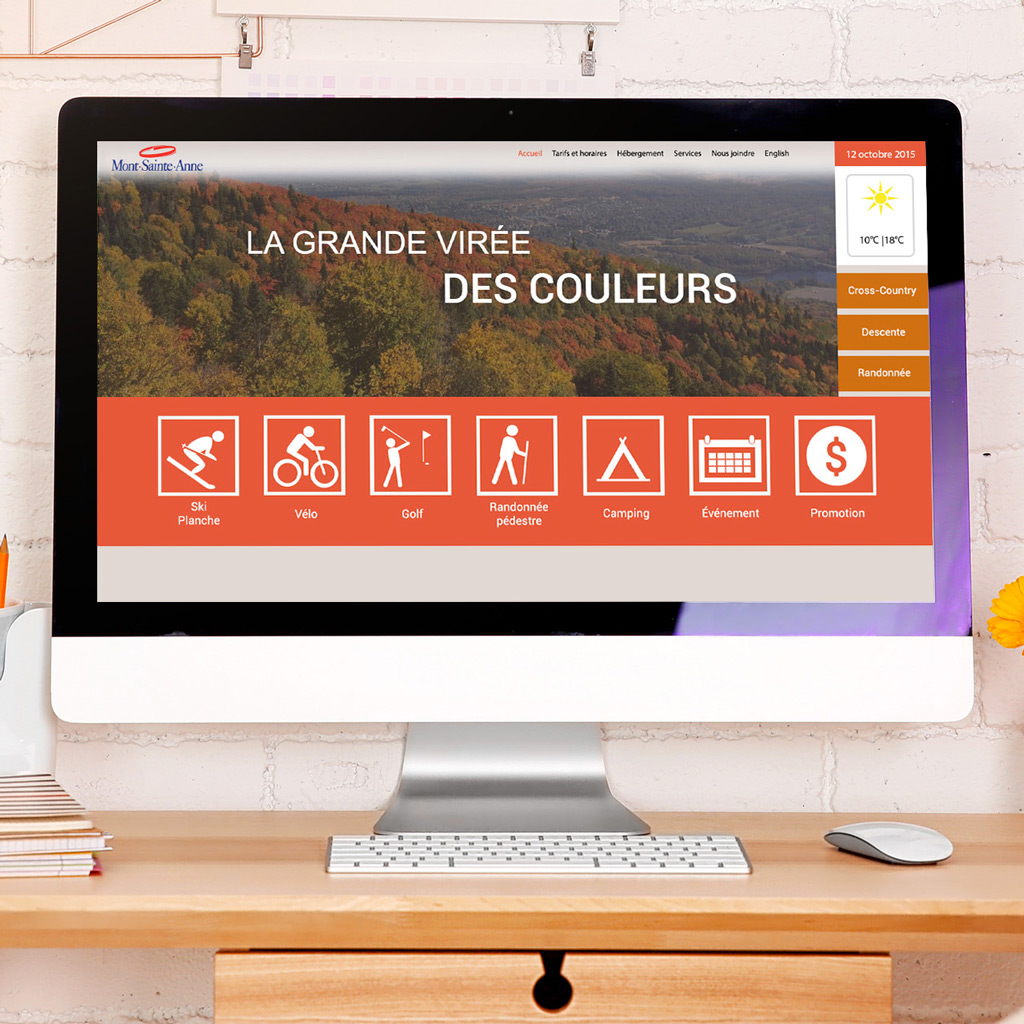 Mont-Sainte-Anne
Accueil Tarifs et horaires Hébergement Services Nous joindre English
12 octobre 2015
10°C |18°C
LA GRANDE VIRÉE
DES COULEURS
Cross-Country
Descente
Randonnée
Ski
Planche
Vélo
Golf
Randonnée
pédestre
Camping
Événement
$
Promotion